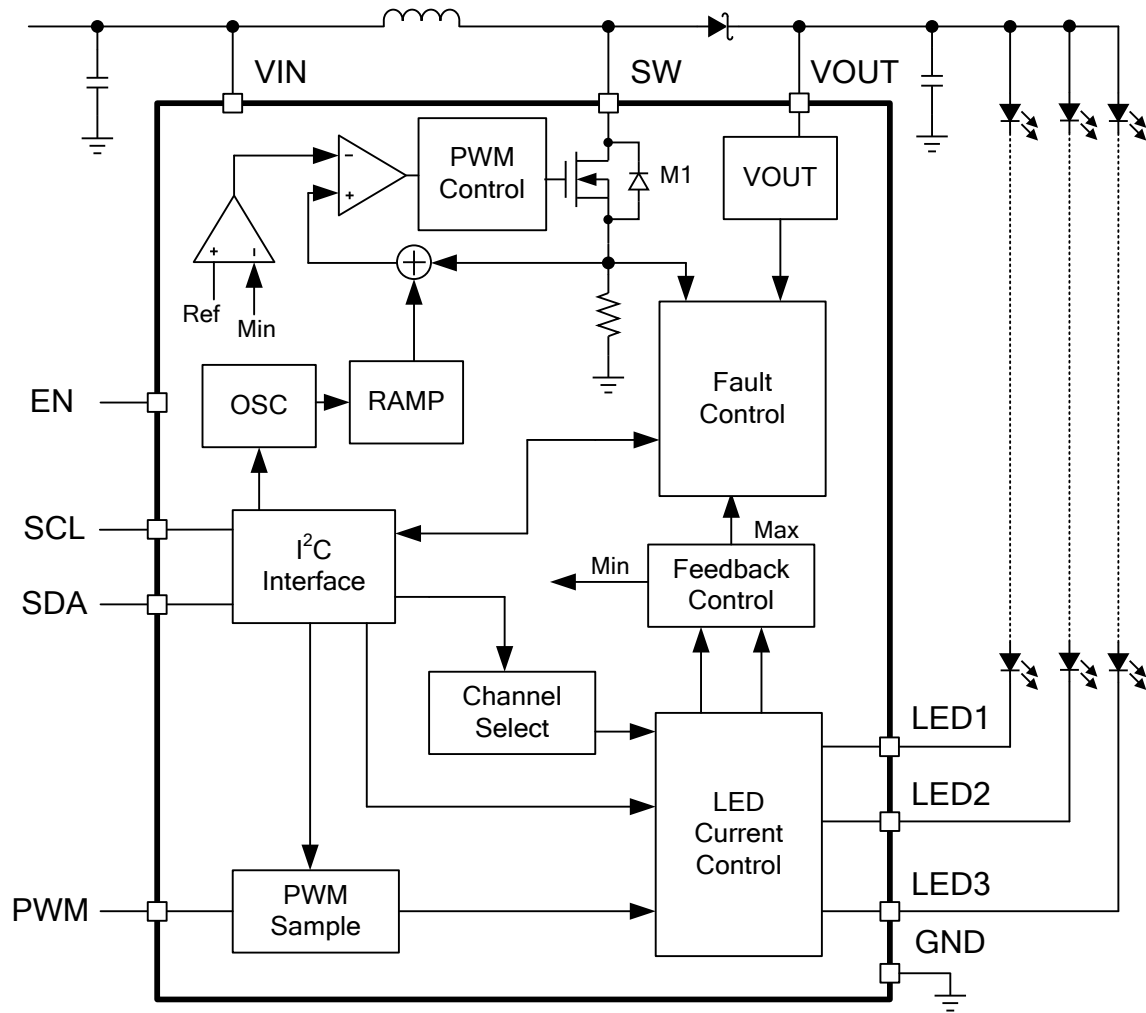 VIN
SW
VOUT
PWM
Control
M1
VOUT
−
+
+
−
Ref
Min
EN
OSC
RAMP
Fault
Control
SCL
SDA
I²C
Interface
Max
Min
Feedback
Control
Channel
Select
LED1
LED2
LED
Current
Control
LED3
PWM
PWM
Sample
GND